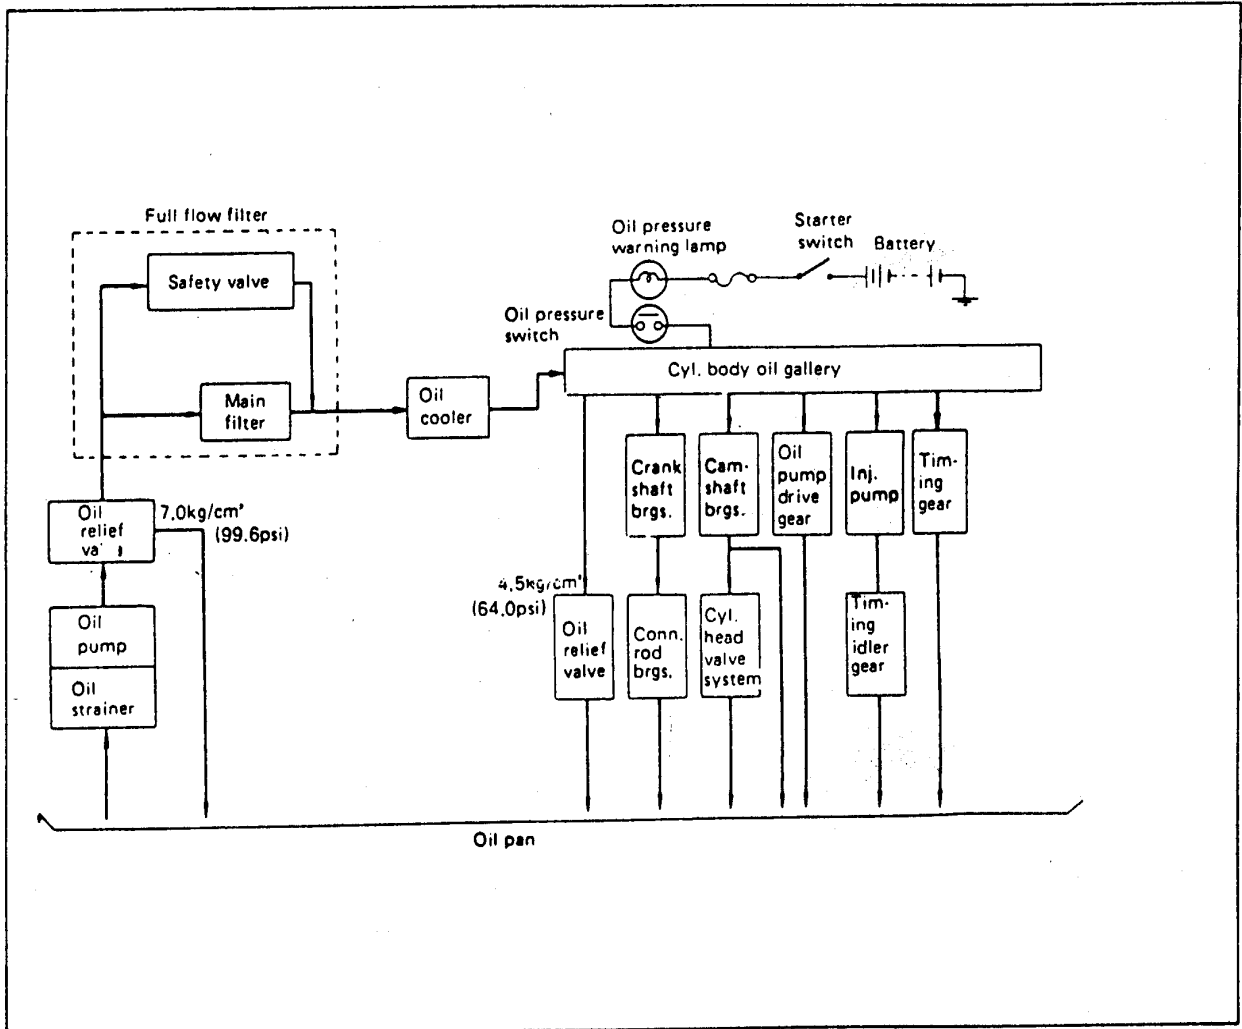 Full flow filter
Safety valve
Main
filter
Oil
cooler
Oil pressure
warning lamp
Starter
switch
Battery
Oil pressure
switch
Cyl. body oil gallery
Oil
relief
7,0kg/cm²
(99.6psi)
Oil
pump
Oil
strainer
Crank
shaft
brgs.
Cam-
shaft
brgs.
Oil
pump
drive
gear
Inj.
pump
Tim-
ing
gear
4,5kg/cm²
(64,0psi)
Oil
relief
valve
Conn.
rod
brgs.
Cyl.
head
valve
system
Tim-
ing
idler
gear
Oil pan